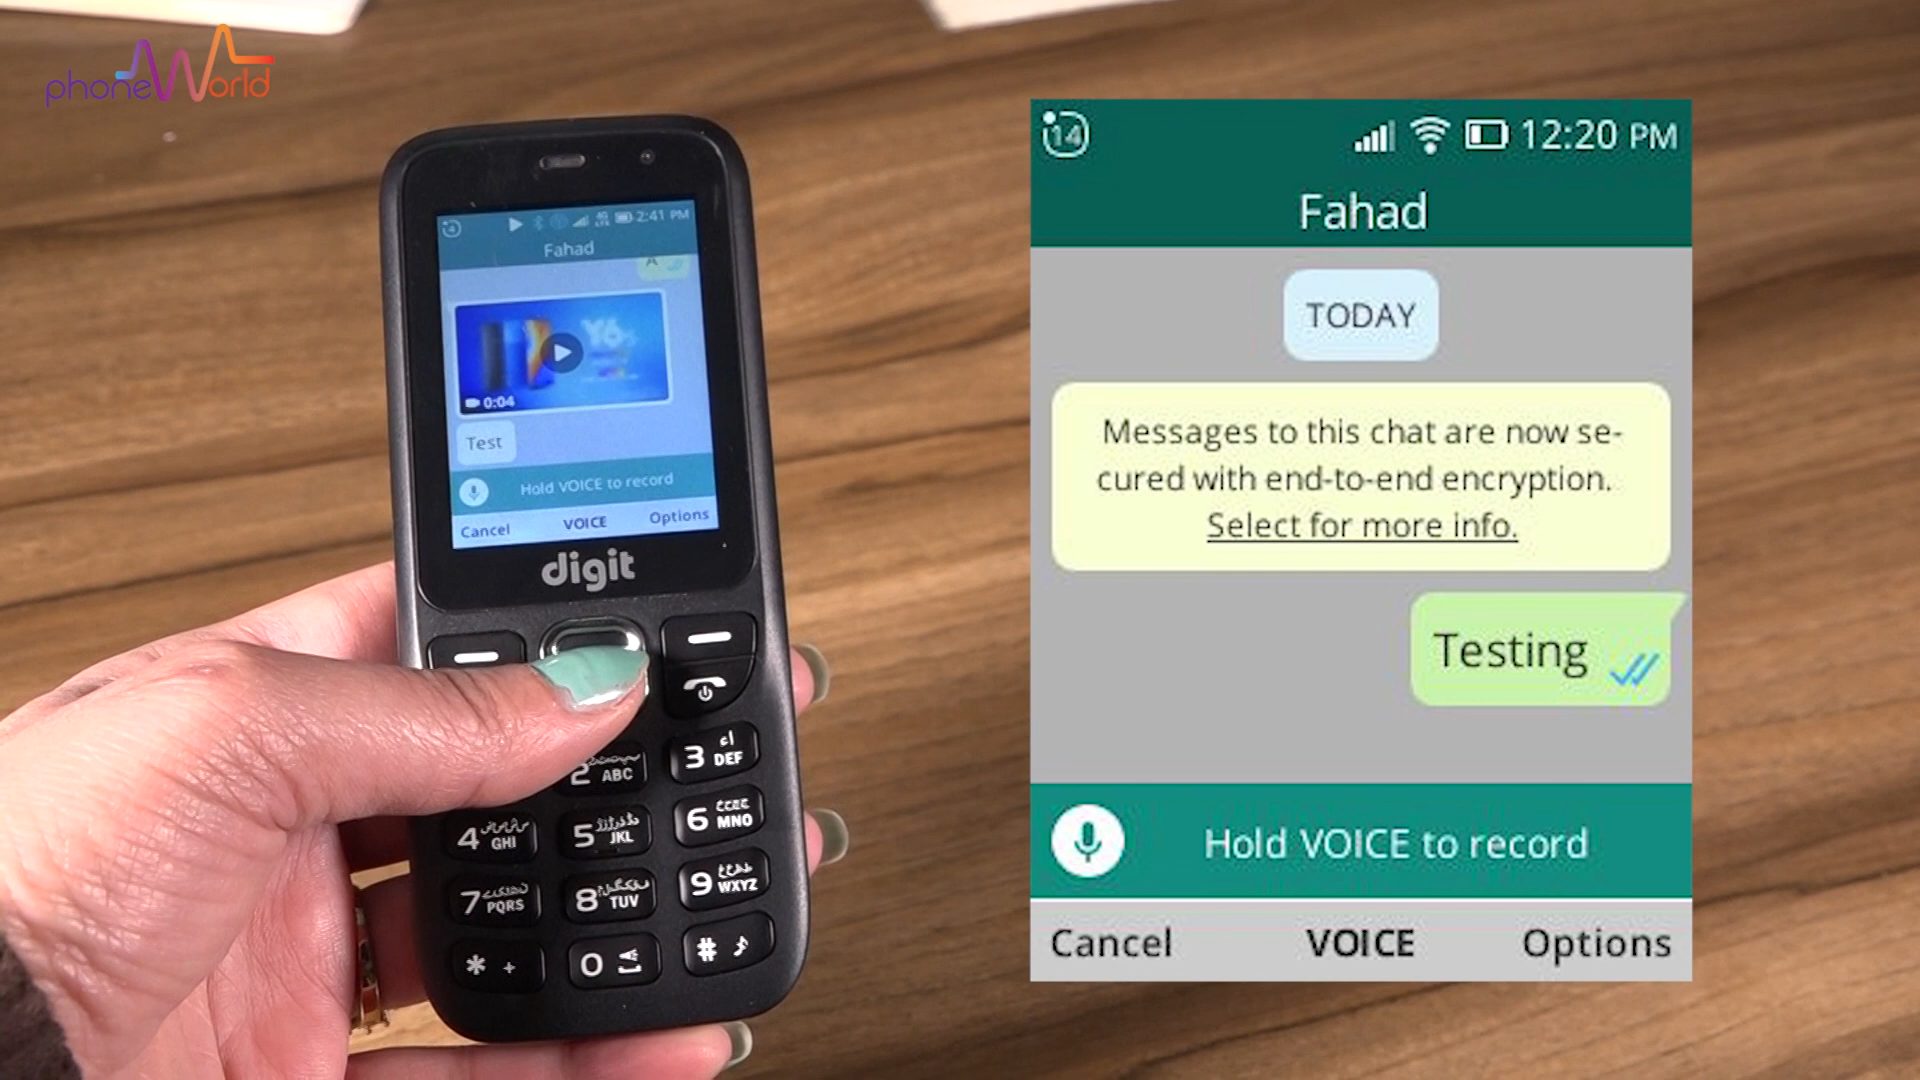 phoneWorld
2:41 PM
Fahad
0:04
Test
Hold VOICE to record
Cancel VOICE Options
digit
2 ABC
3 اء DEF
4 GHI
5 JKL
6 MNO
7 PQRS
8 TUV
9 WXYZ
* +
0
#
14 12:20 PM
Fahad
TODAY
Messages to this chat are now se-
cured with end-to-end encryption.
Select for more info.
Testing
Hold VOICE to record
Cancel VOICE Options